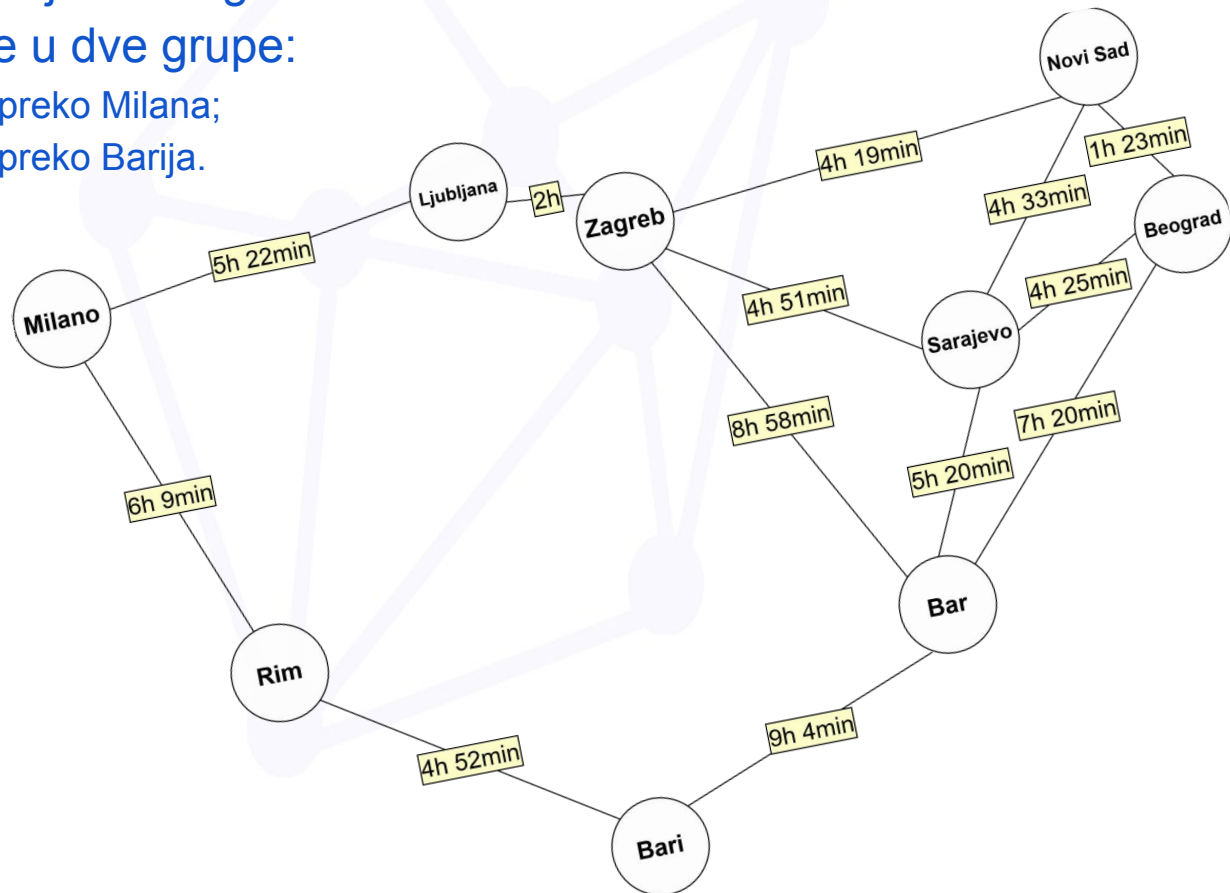 e u dve grupe:
preko Milana;
preko Barija.
Novi Sad
1h 23min
4h 19min
Ljubljana
2h
Zagreb
4h 33min
Beograd
5h 22min
4h 25min
4h 51min
Milano
Sarajevo
8h 58min
7h 20min
5h 20min
6h 9min
Bar
Rim
9h 4min
4h 52min
Bari